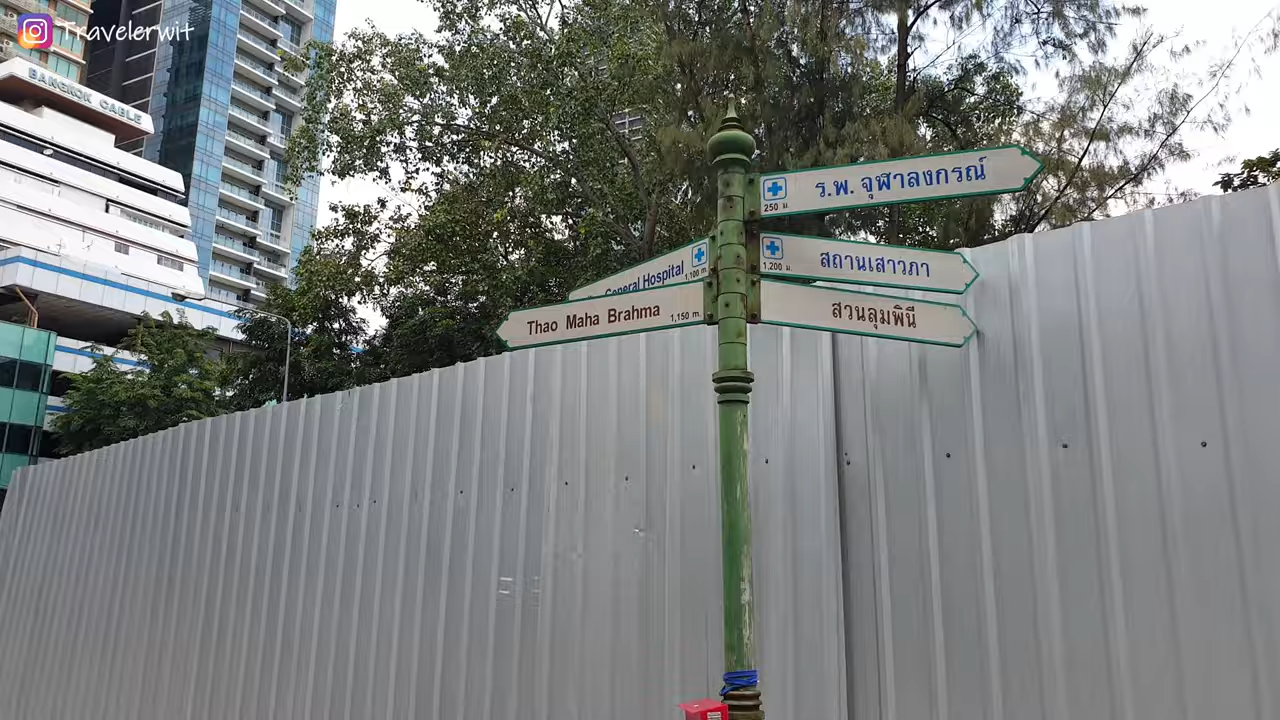 Travelerwit
BANGKOK CABLE
ร.พ. จุฬาลงกรณ์
250 ม.
สถานเสาวภา
1,200 ม.
General Hospital
1,100 m.
Thao Maha Brahma 1,150 m.
สวนลุมพินี